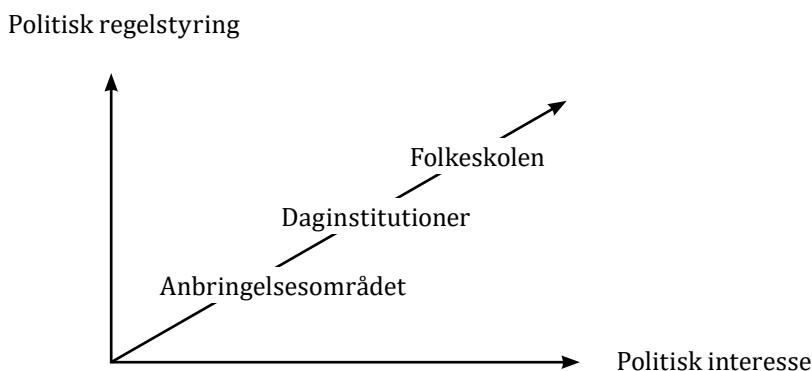 Politisk regelstyring
Folkeskolen
Daginstitutioner
Anbringelsesområdet
Politisk interesse